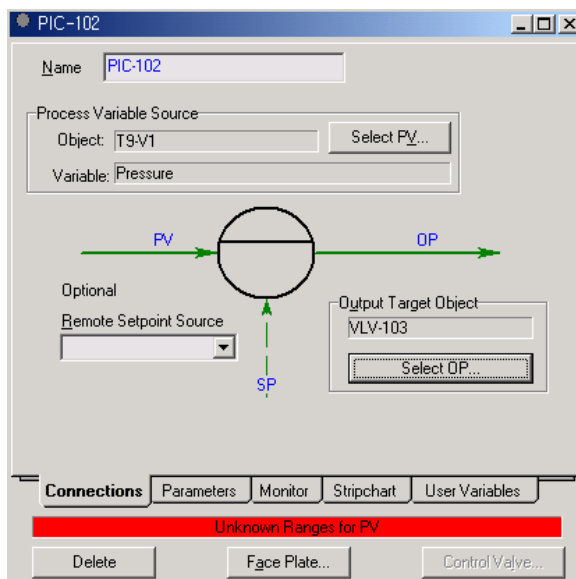 PIC-102
Name PIC-102
Process Variable Source
Object: T9-V1 Select PV...
Variable: Pressure
PV OP
Optional
Remote Setpoint Source
Output Target Object
VLV-103
Select OP...
SP
Connections Parameters Monitor Stripchart User Variables
Unknown Ranges for PV
Delete Face Plate... Control Valve...